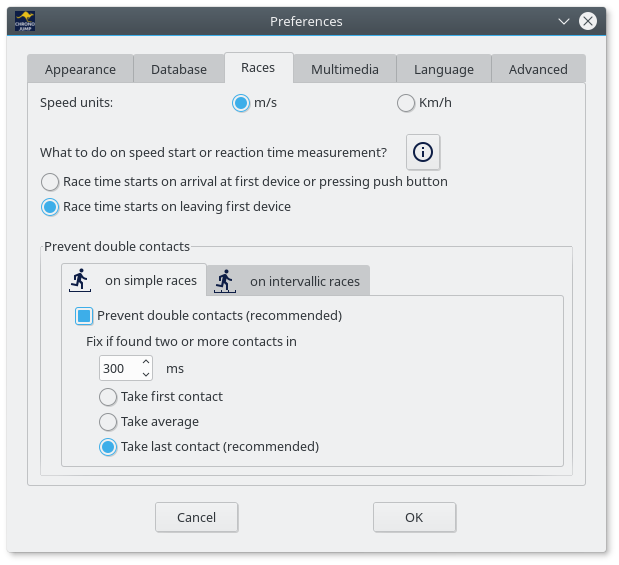 CHRONO
JUMP
Preferences
Appearance Database Races Multimedia Language Advanced
Speed units: m/s Km/h
What to do on speed start or reaction time measurement?
Race time starts on arrival at first device or pressing push button
Race time starts on leaving first device
Prevent double contacts
on simple races on intervallic races
Prevent double contacts (recommended)
Fix if found two or more contacts in
300 ms
Take first contact
Take average
Take last contact (recommended)
Cancel OK